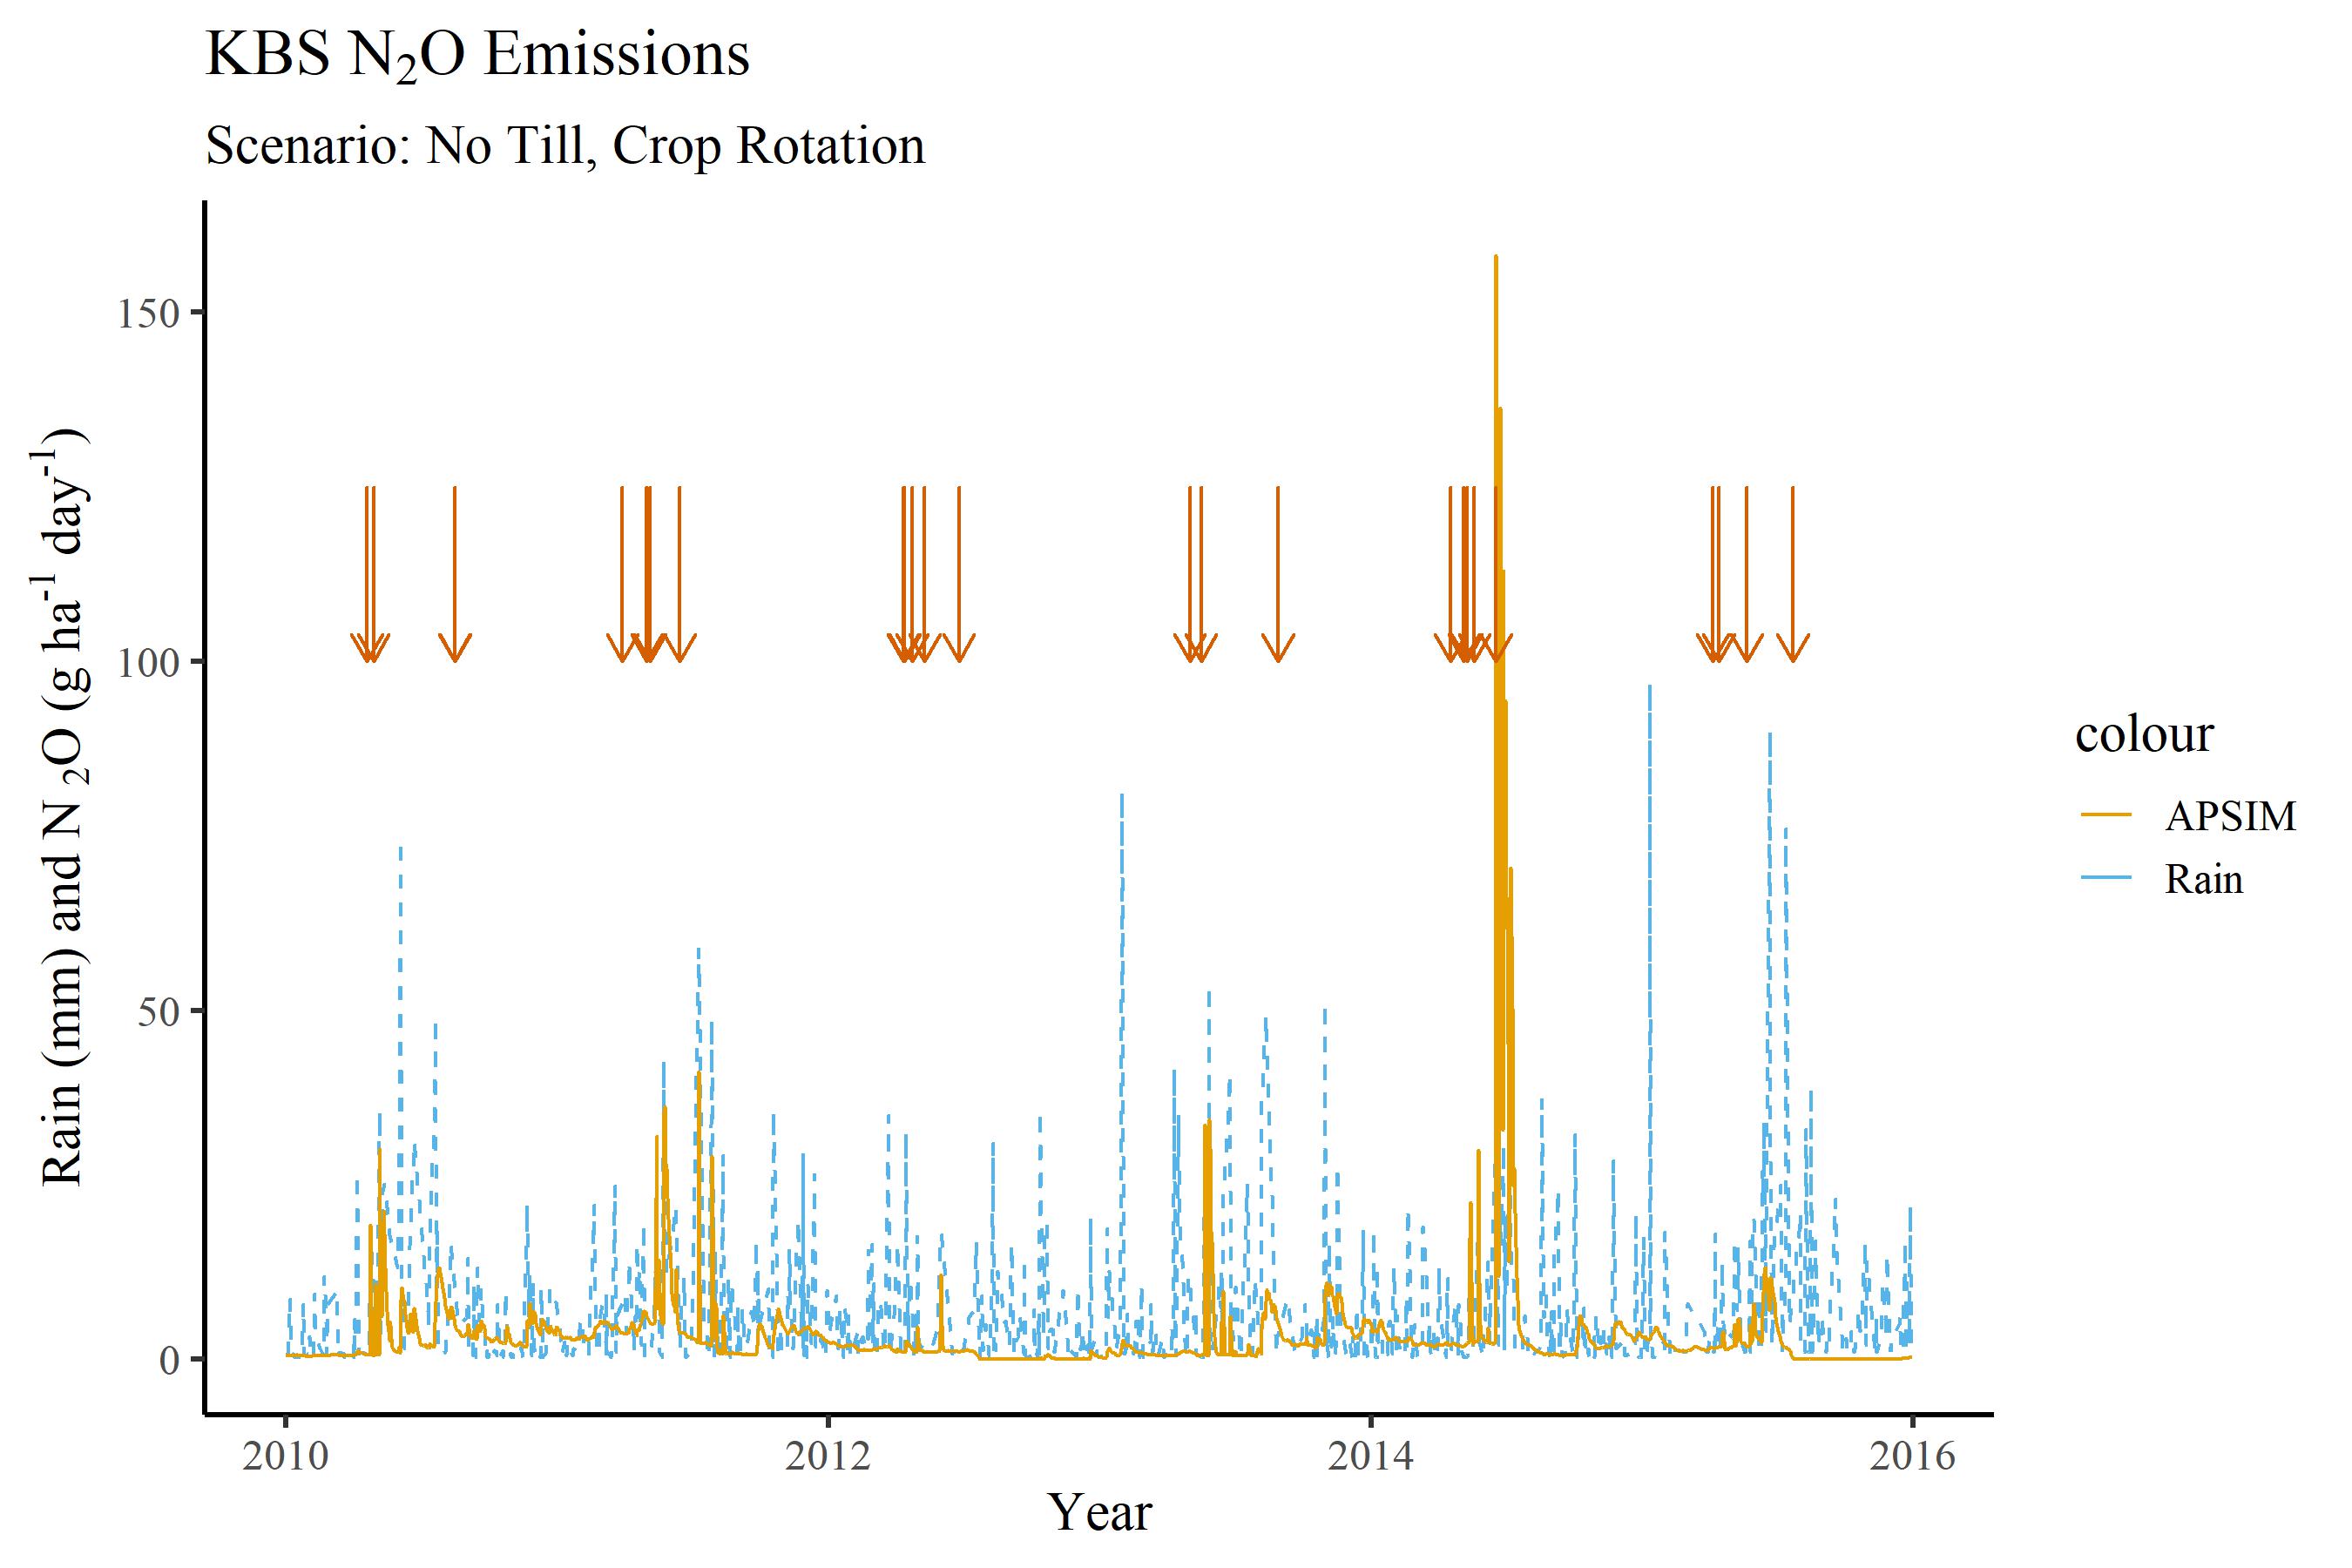 KBS N₂O Emissions
Scenario: No Till, Crop Rotation
Rain (mm) and N ₂O (g ha⁻¹ day⁻¹)
150
100
50
0
2010 2012 2014 2016
Year
colour
APSIM
Rain